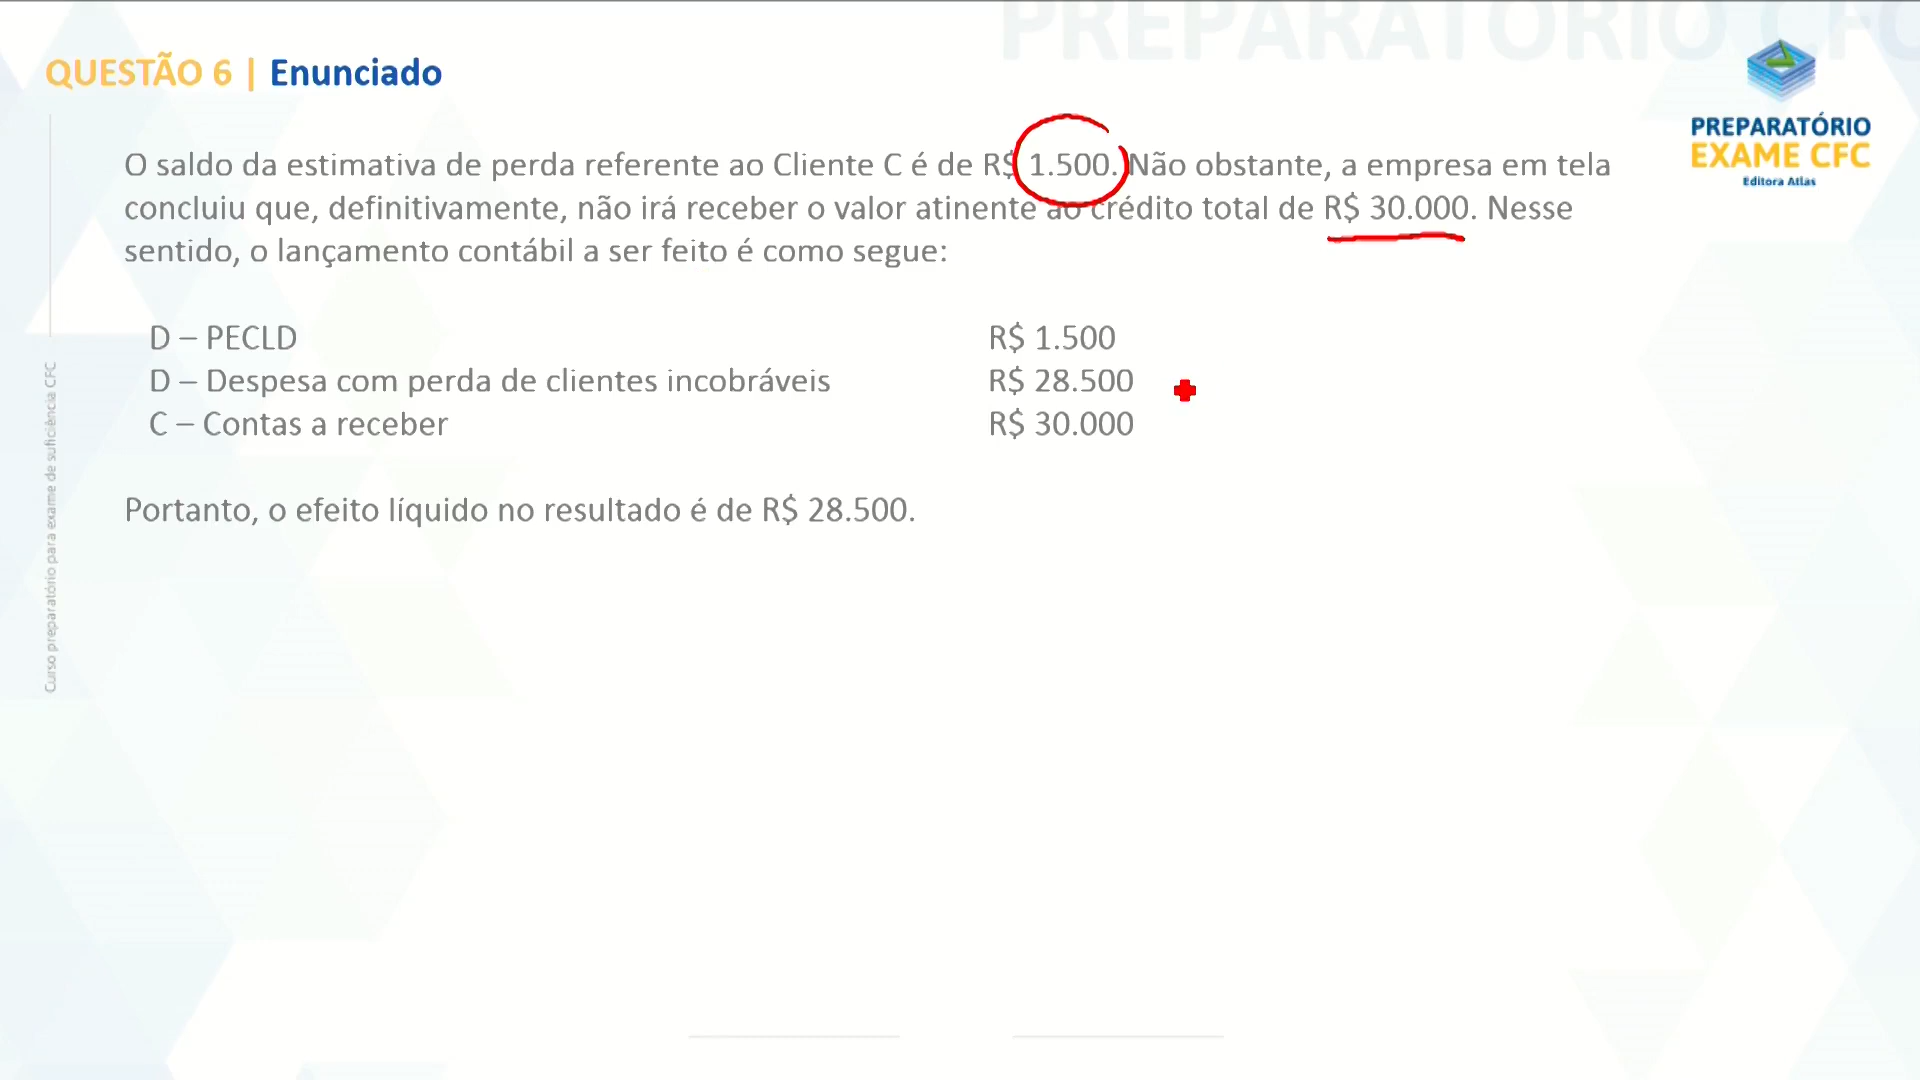 PREPARATÓRIO CFC
QUESTÃO 6 | Enunciado
PREPARATÓRIO
EXAME CFC
Editora Atlas
O saldo da estimativa de perda referente ao Cliente C é de R$ 1.500. Não obstante, a empresa em tela
concluiu que, definitivamente, não irá receber o valor atinente ao crédito total de R$ 30.000. Nesse
sentido, o lançamento contábil a ser feito é como segue:
D – PECLD R$ 1.500
D – Despesa com perda de clientes incobráveis R$ 28.500
C – Contas a receber R$ 30.000
Portanto, o efeito líquido no resultado é de R$ 28.500.
Curso preparatório para exame de suficiência CFC